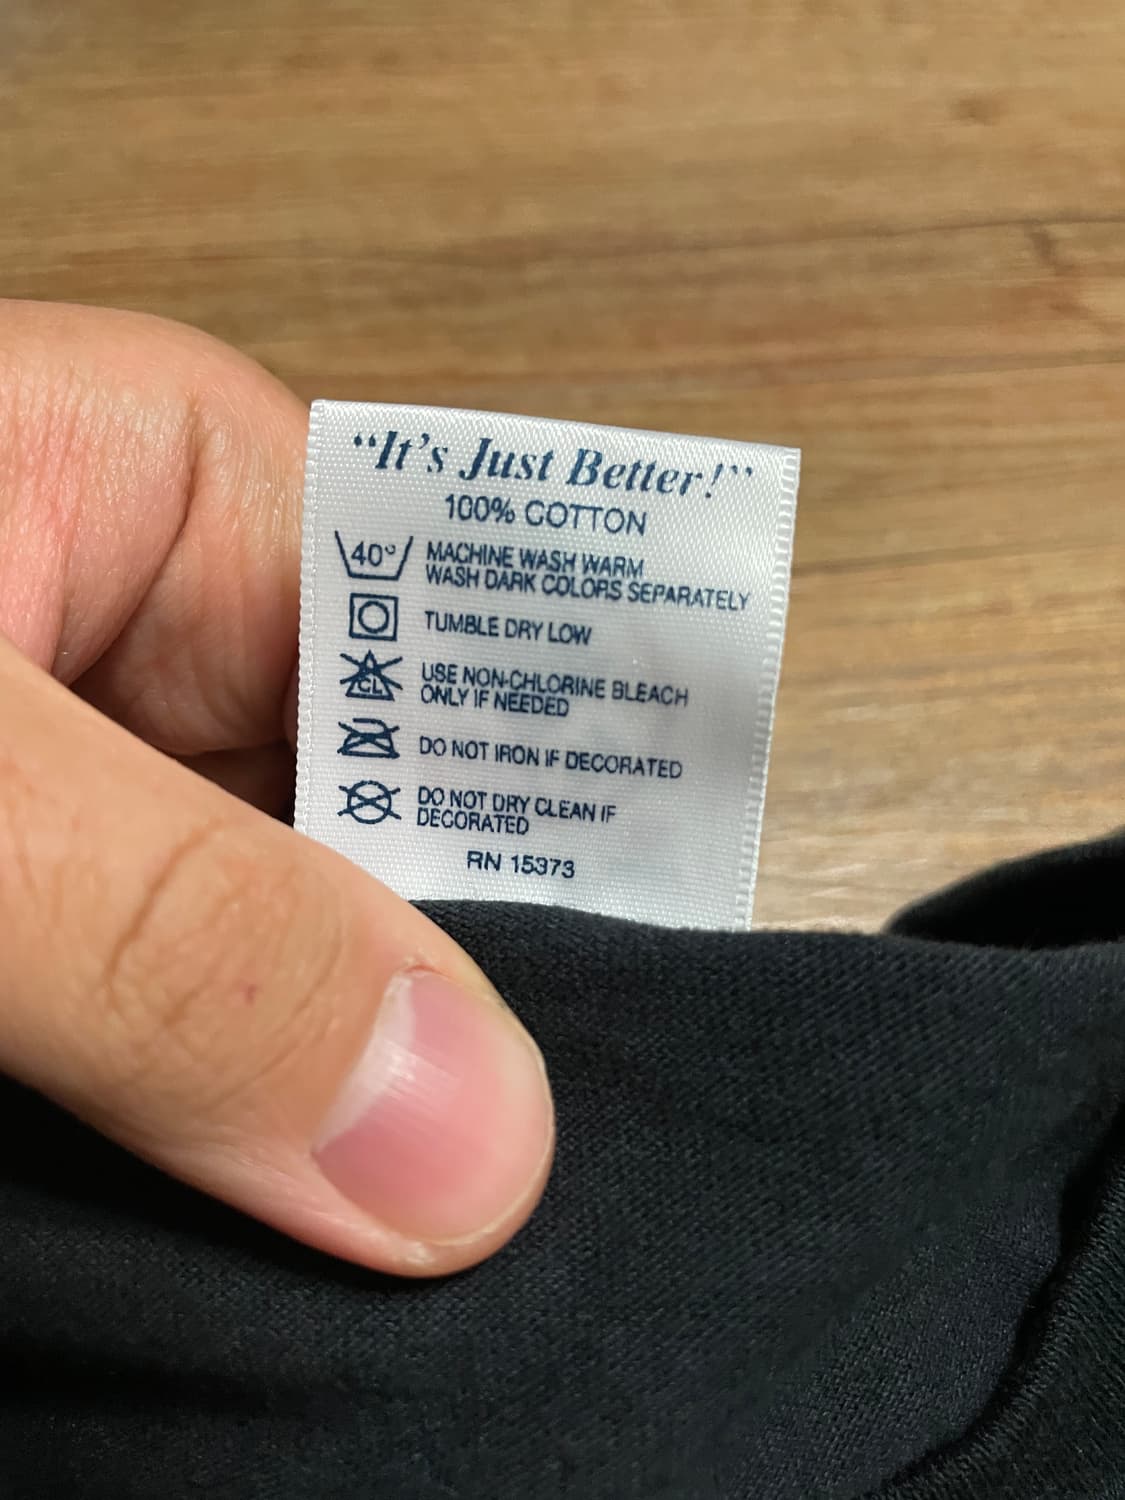 “It’s Just Better!”
100% COTTON
40°
MACHINE WASH WARM
WASH DARK COLORS SEPARATELY
TUMBLE DRY LOW
CL
USE NON-CHLORINE BLEACH
ONLY IF NEEDED
DO NOT IRON IF DECORATED
DO NOT DRY CLEAN IF
DECORATED
RN 15373